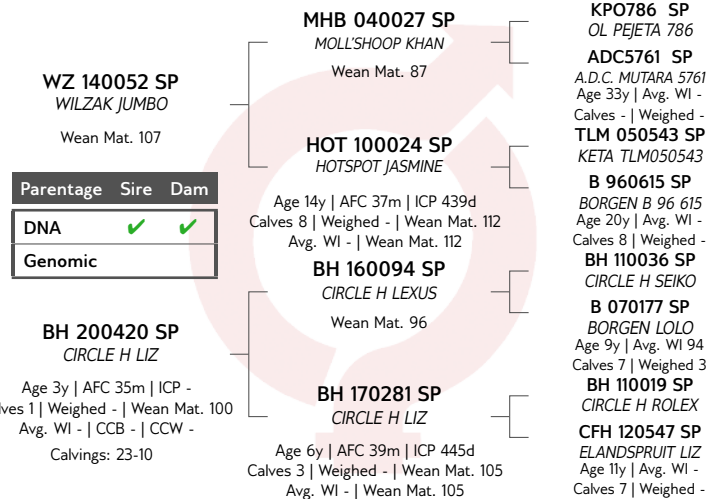 WZ 140052 SP
WILZAK JUMBO
Wean Mat. 107
Parentage Sire Dam
DNA ✔ ✔
Genomic
BH 200420 SP
CIRCLE H LIZ
Age 3y | AFC 35m | ICP -
lves 1 | Weighed - | Wean Mat. 100
Avg. WI - | CCB - | CCW -
Calvings: 23-10
MHB 040027 SP
MOLL'SHOOP KHAN
Wean Mat. 87
HOT 100024 SP
HOTSPOT JASMINE
Age 14y | AFC 37m | ICP 439d
Calves 8 | Weighed - | Wean Mat. 112
Avg. WI - | Wean Mat. 112
BH 160094 SP
CIRCLE H LEXUS
Wean Mat. 96
BH 170281 SP
CIRCLE H LIZ
Age 6y | AFC 39m | ICP 445d
Calves 3 | Weighed - | Wean Mat. 105
Avg. WI - | Wean Mat. 105
KPO786 SP
OL PEJETA 786
ADC5761 SP
A.D.C. MUTARA 5761
Age 33y | Avg. WI -
Calves - | Weighed -
TLM 050543 SP
KETA TLM050543
B 960615 SP
BORGEN B 96 615
Age 20y | Avg. WI -
Calves 8 | Weighed -
BH 110036 SP
CIRCLE H SEIKO
B 070177 SP
BORGEN LOLO
Age 9y | Avg. WI 94
Calves 7 | Weighed 3
BH 110019 SP
CIRCLE H ROLEX
CFH 120547 SP
ELANDSPRUIT LIZ
Age 11y | Avg. WI -
Calves 7 | Weighed -